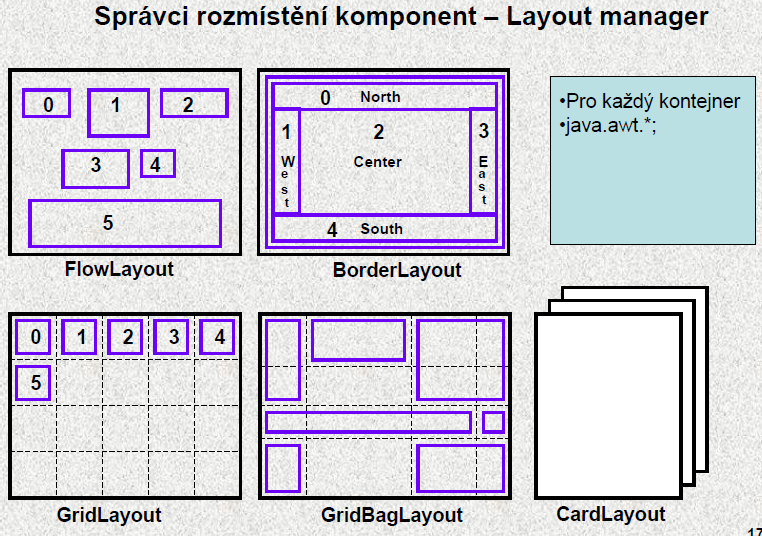 Správci rozmístění komponent – Layout manager
0
1
2
3
4
5
FlowLayout
0 North
1 West
2
Center
3 East
4 South
BorderLayout
•Pro každý kontejner
•java.awt.*;
0 1 2 3 4
5
GridLayout
GridBagLayout
CardLayout
17